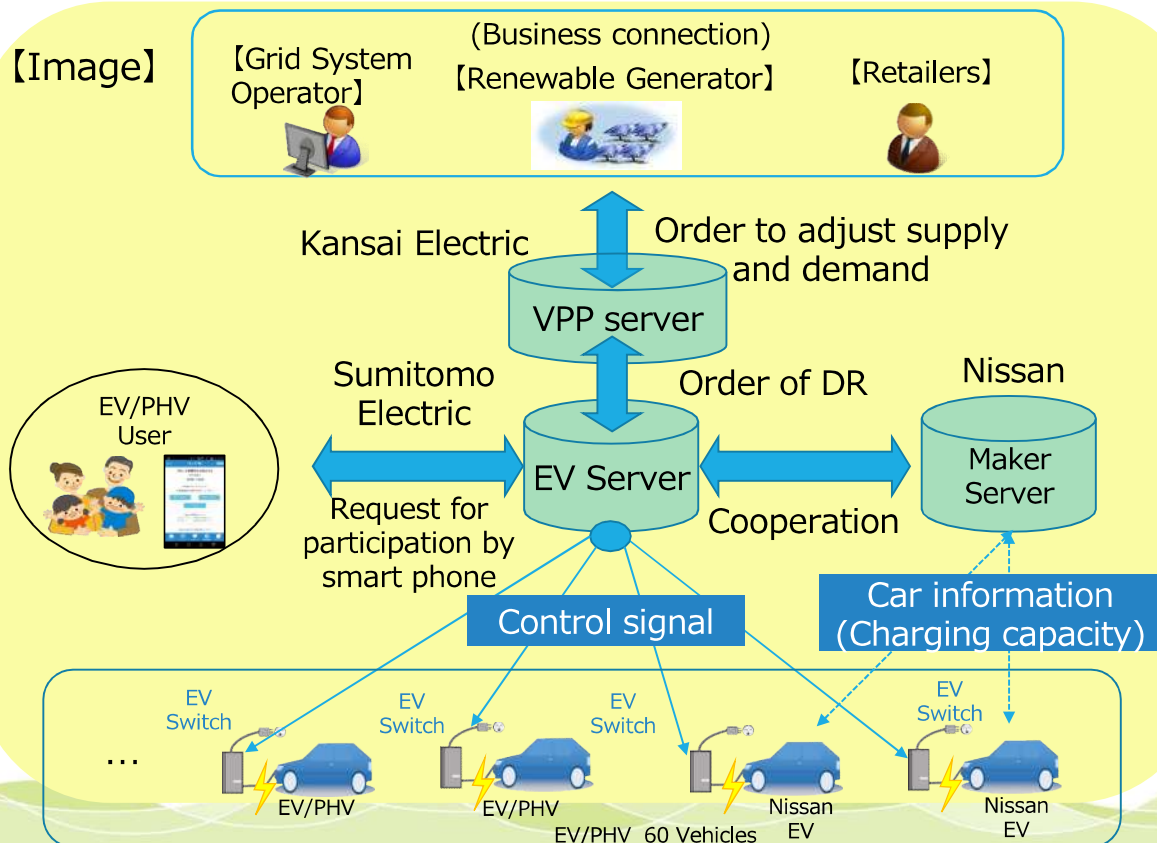 【Image】
(Business connection)
【Grid System
Operator】
【Renewable Generator】
【Retailers】
Kansai Electric
Order to adjust supply
and demand
VPP server
Sumitomo
Electric
Order of DR
Nissan
EV/PHV
User
EV Server
Maker
Server
Request for
participation by
smart phone
Cooperation
Control signal
Car information
(Charging capacity)
EV
Switch
EV
Switch
EV
Switch
EV
Switch
...
EV/PHV
EV/PHV
Nissan
EV
Nissan
EV
EV/PHV 60 Vehicles